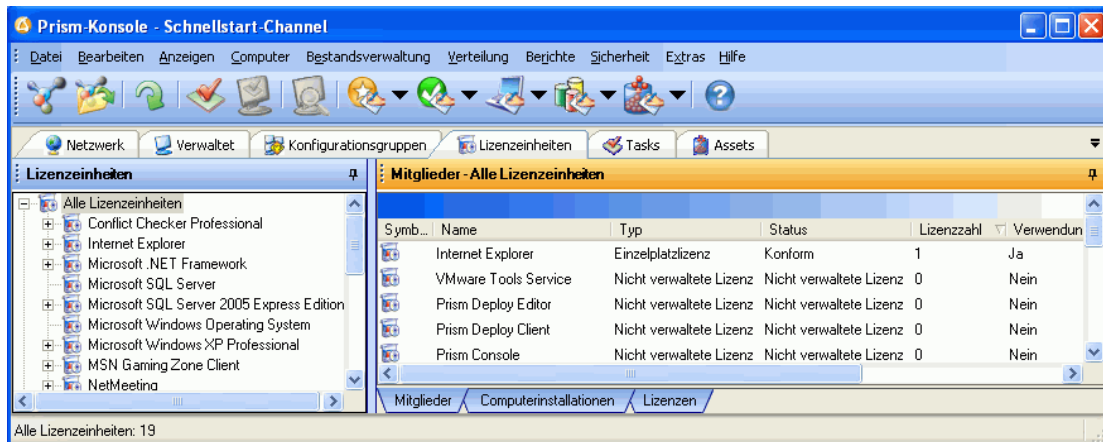 Prism-Konsole - Schnellstart-Channel
Datei Bearbeiten Anzeigen Computer Bestandsverwaltung Verteilung Berichte Sicherheit Extras Hilfe
Netzwerk Verwaltet Konfigurationsgruppen Lizenzeinheiten Tasks Assets
Lizenzeinheiten
Alle Lizenzeinheiten
Conflict Checker Professional
Internet Explorer
Microsoft .NET Framework
Microsoft SQL Server
Microsoft SQL Server 2005 Express Edition
Microsoft Windows Operating System
Microsoft Windows XP Professional
MSN Gaming Zone Client
NetMeeting
Mitglieder - Alle Lizenzeinheiten
Symb... Name Typ Status Lizenzzahl Verwendun
Internet Explorer Einzelplatzlizenz Konform 1 Ja
VMware Tools Service Nicht verwaltete Lizenz Nicht verwaltete Lizenz 0 Nein
Prism Deploy Editor Nicht verwaltete Lizenz Nicht verwaltete Lizenz 0 Nein
Prism Deploy Client Nicht verwaltete Lizenz Nicht verwaltete Lizenz 0 Nein
Prism Console Nicht verwaltete Lizenz Nicht verwaltete Lizenz 0 Nein
Mitglieder Computerinstallationen Lizenzen
Alle Lizenzeinheiten: 19